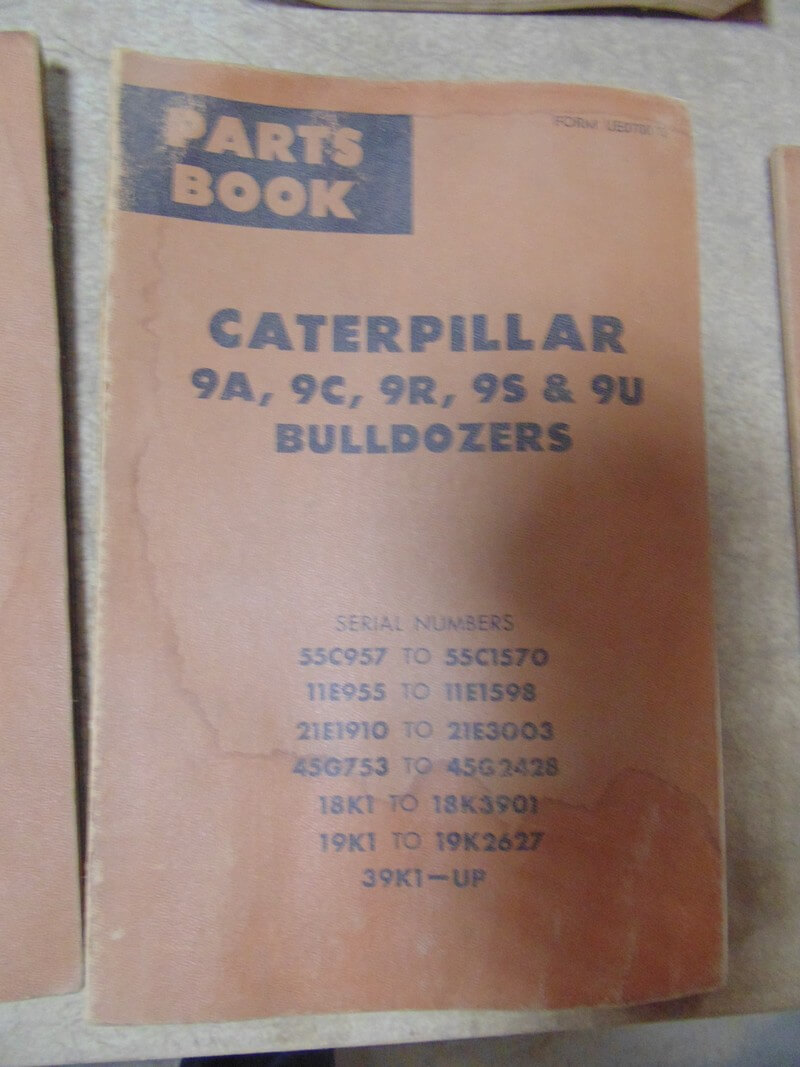 PARTS
BOOK
FORM
CATERPILLAR
9A, 9C, 9R, 9S & 9U
BULLDOZERS
SERIAL NUMBERS
55C957 TO 55C1570
11E955 TO 11E1598
21E1910 TO 21E3003
45G753 TO 45G2428
18K1 TO 18K3901
19K1 TO 19K2627
39K1—UP